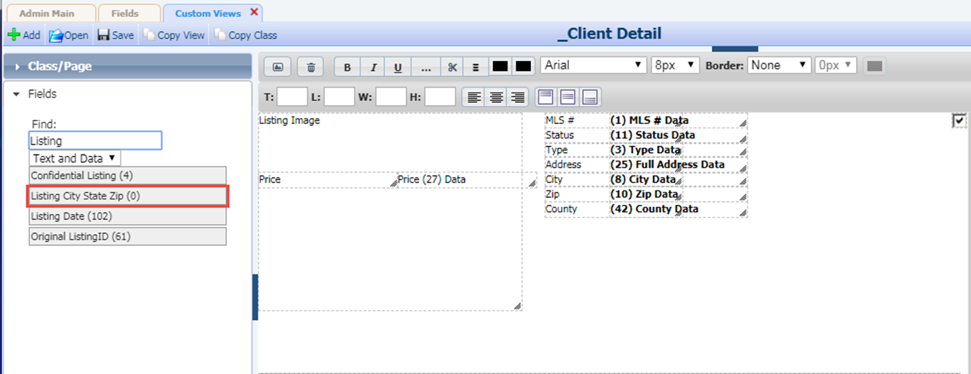 Admin Main Fields Custom Views
Add Open Save Copy View Copy Class _Client Detail
Class/Page
B I U ... Arial 8px Border: None 0px
Fields
T: L: W: H:
Find:
Listing
Text and Data
Confidential Listing (4)
Listing City State Zip (0)
Listing Date (102)
Original ListingID (61)
Listing Image
Price Price (27) Data
MLS # (1) MLS # Data
Status (11) Status Data
Type (3) Type Data
Address (25) Full Address Data
City (8) City Data
Zip (10) Zip Data
County (42) County Data